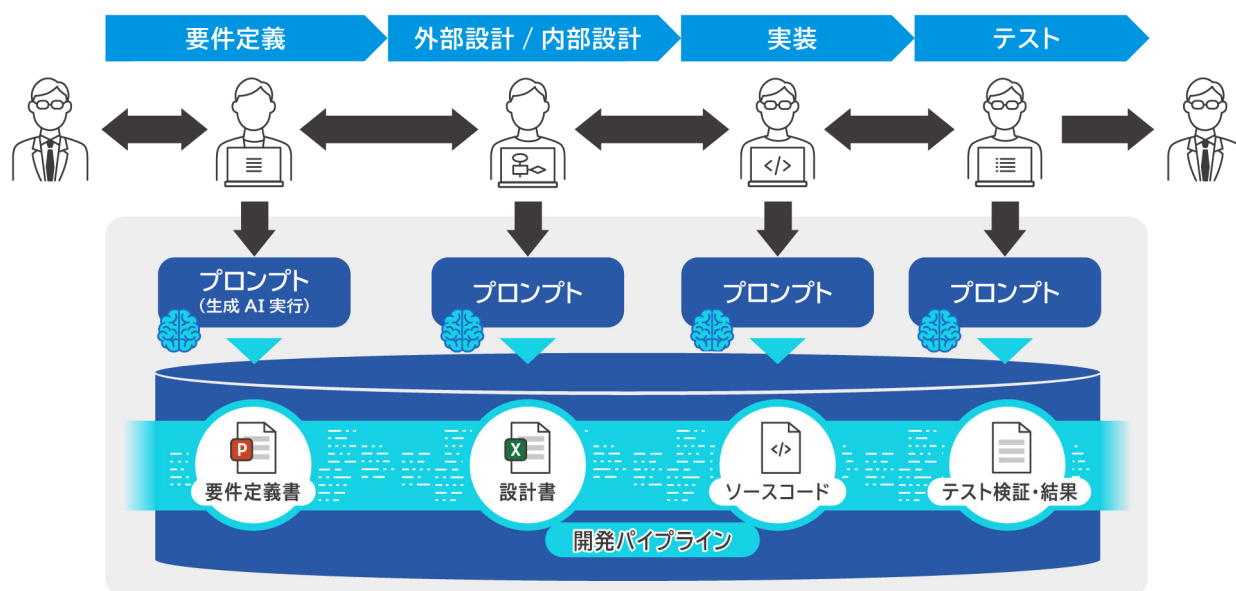 要件定義
外部設計 / 内部設計
実装
テスト
</>
プロンプト
(生成 AI 実行)
プロンプト
プロンプト
プロンプト
P
要件定義書
X
設計書
</>
ソースコード
テスト検証・結果
開発パイプライン